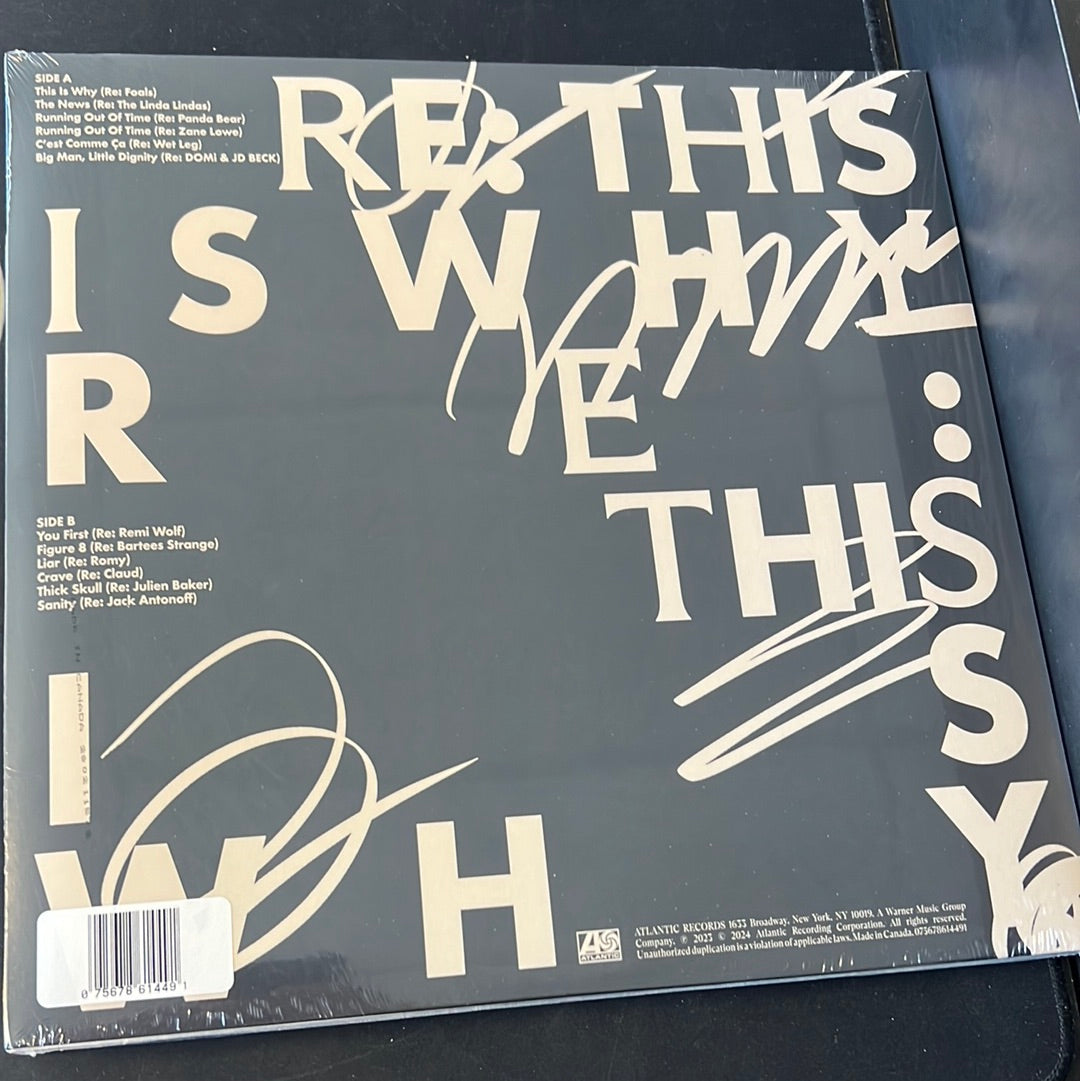 SIDE A
This Is Why (Re: Foals)
The News (Re: The Linda Lindas)
Running Out Of Time (Re: Panda Bear)
Running Out Of Time (Re: Zane Lowe)
C'est Comme Ça (Re: Wet Leg)
Big Man, Little Dignity (Re: DOMi & JD BECK)
RE: THIS
IS WHY
R E :
THIS
SIDE B
You First (Re: Remi Wolf)
Figure 8 (Re: Bartees Strange)
Liar (Re: Romy)
Crave (Re: Claud)
Thick Skull (Re: Julien Baker)
Sanity (Re: Jack Antonoff)
I S
W H Y
ATLANTIC
ATLANTIC RECORDS 1633 Broadway, New York, NY 10019. A Warner Music Group
Company. ℗ 2023 © 2024 Atlantic Recording Corporation. All rights reserved.
Unauthorized duplication is a violation of applicable laws. Made in Canada. 075678614491
0 75678 61449 1